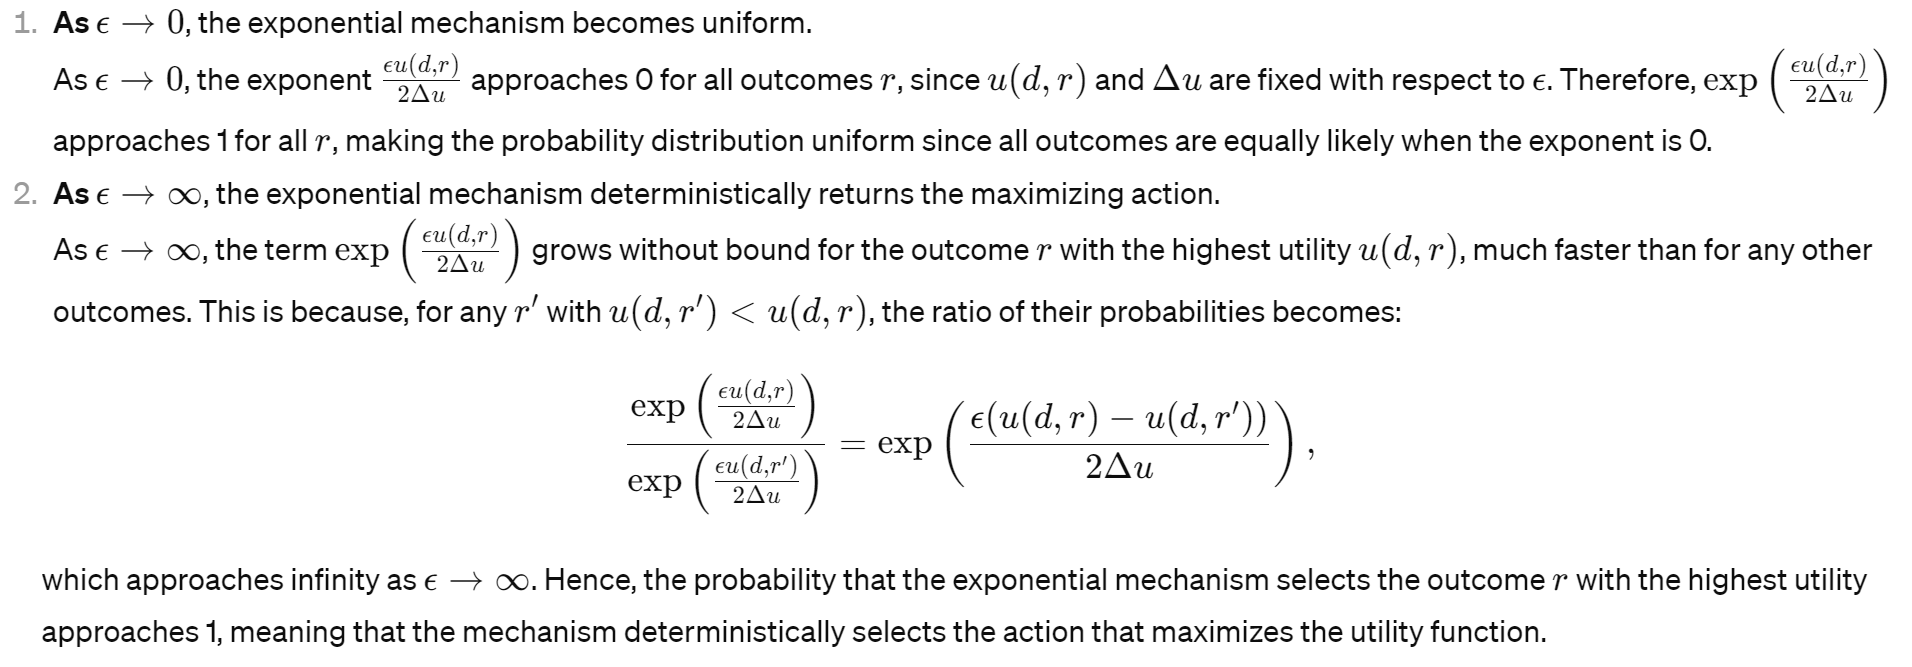 1. As ϵ → 0, the exponential mechanism becomes uniform.
As ϵ → 0, the exponent ϵu(d,r)/2Δu approaches 0 for all outcomes r, since u(d, r) and Δu are fixed with respect to ϵ. Therefore, exp(ϵu(d,r)/2Δu)
approaches 1 for all r, making the probability distribution uniform since all outcomes are equally likely when the exponent is 0.
2. As ϵ → ∞, the exponential mechanism deterministically returns the maximizing action.
As ϵ → ∞, the term exp(ϵu(d,r)/2Δu) grows without bound for the outcome r with the highest utility u(d, r), much faster than for any other
outcomes. This is because, for any r′ with u(d, r′) < u(d, r), the ratio of their probabilities becomes:
exp(ϵu(d,r)/2Δu) / exp(ϵu(d,r′)/2Δu) = exp(ϵ(u(d, r) − u(d, r′))/2Δu),
which approaches infinity as ϵ → ∞. Hence, the probability that the exponential mechanism selects the outcome r with the highest utility
approaches 1, meaning that the mechanism deterministically selects the action that maximizes the utility function.